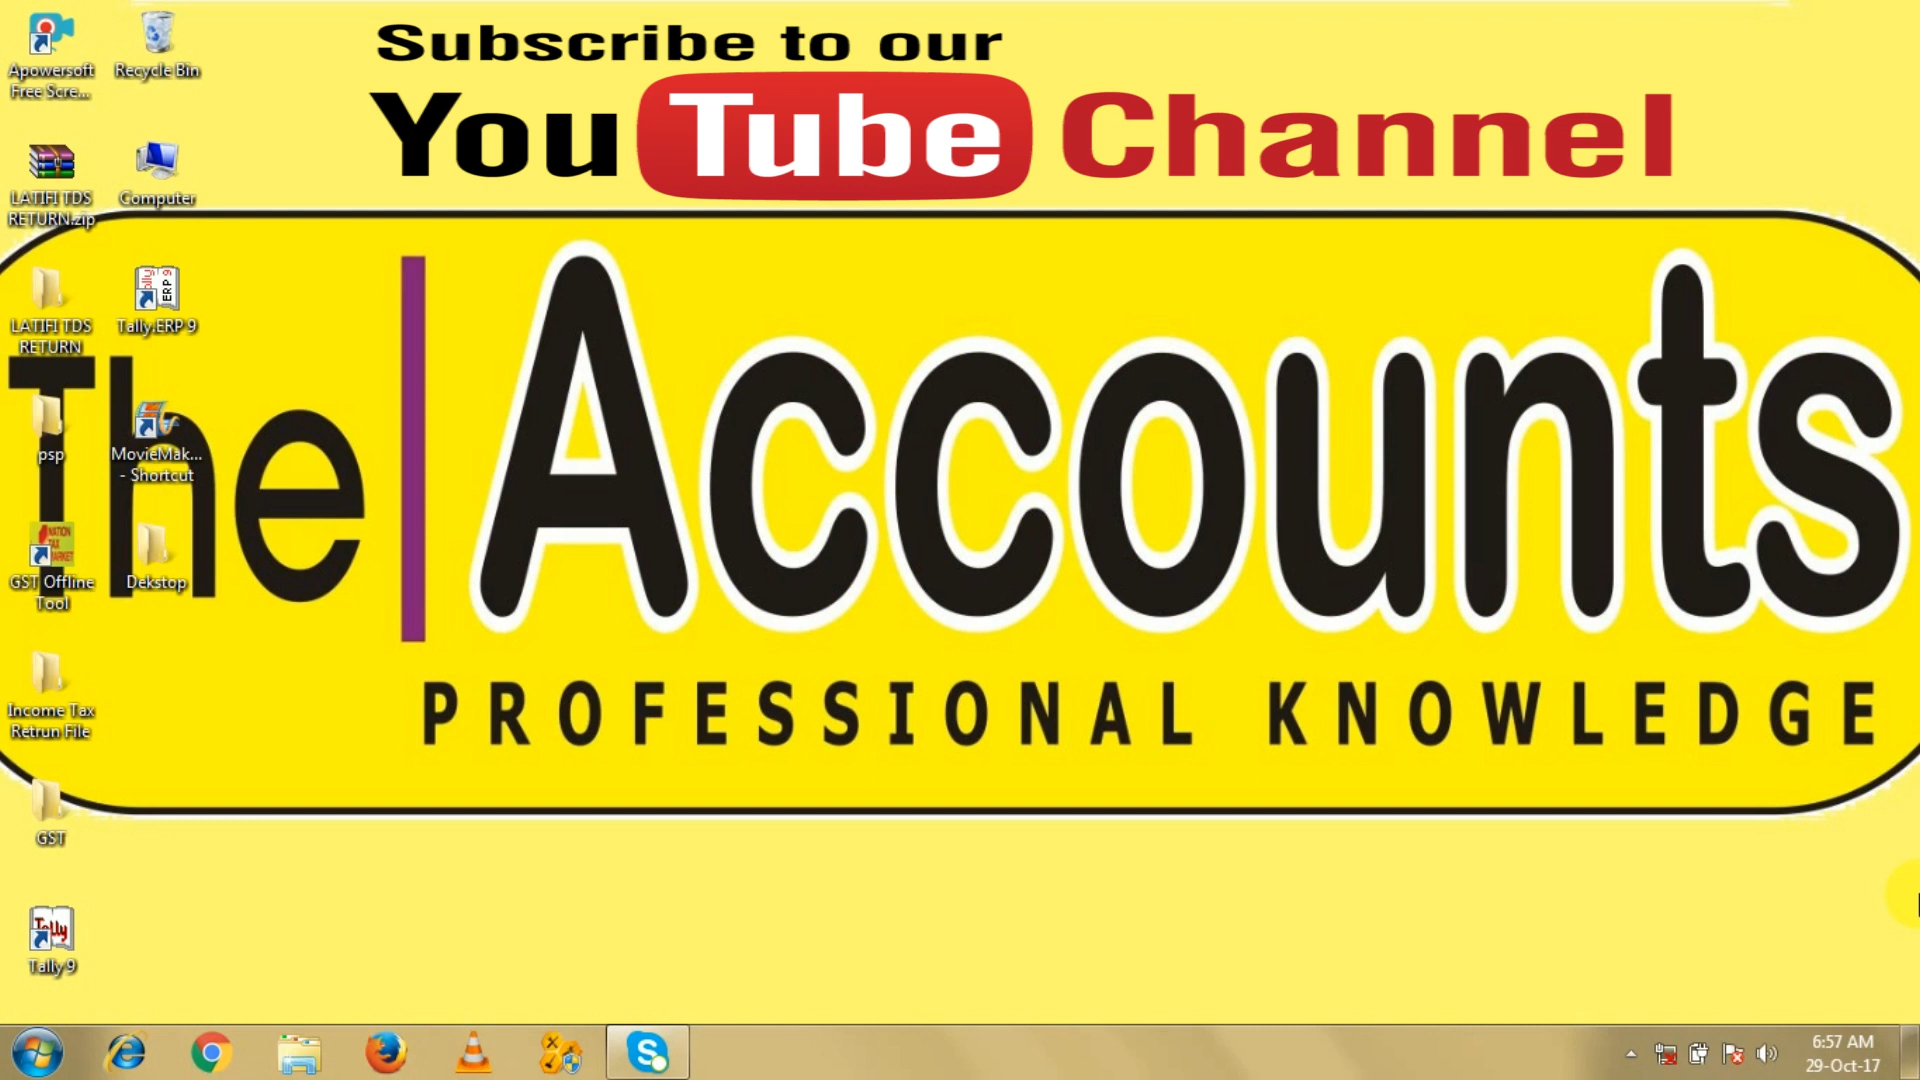 Subscribe to our
YouTube Channel
The Accounts
PROFESSIONAL KNOWLEDGE
Apowersoft
Free Scre...
Recycle Bin
LATIFI TDS
RETURN.zip
Computer
LATIFI TDS
RETURN
Tally.ERP 9
psp
MovieMak...
- Shortcut
GST Offline
Tool
Dekstop
Income Tax
Retrun File
GST
Tally 9
6:57 AM
29-Oct-17